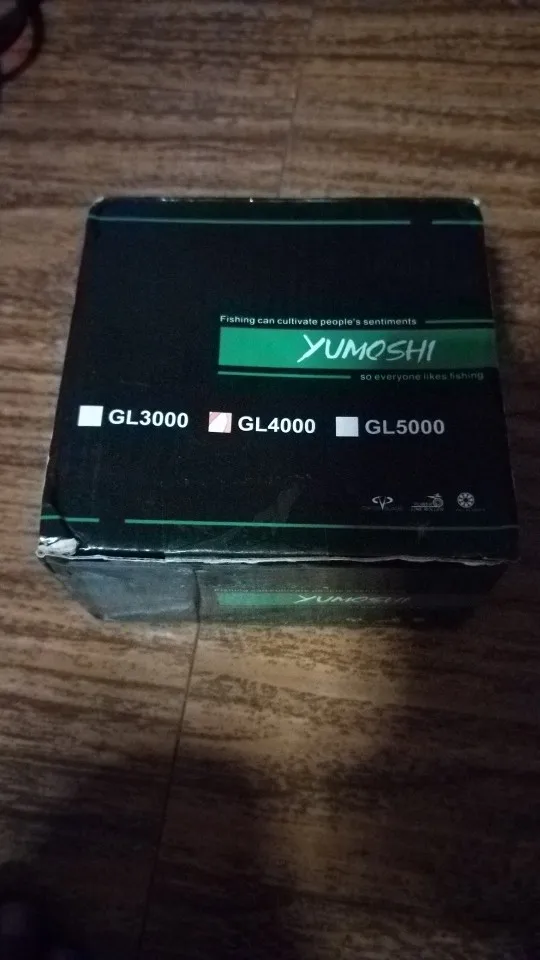 Fishing can cultivate people's sentiments
YUMOSHI
so everyone likes fishing
GL3000 GL4000 GL5000
YUMOSHI